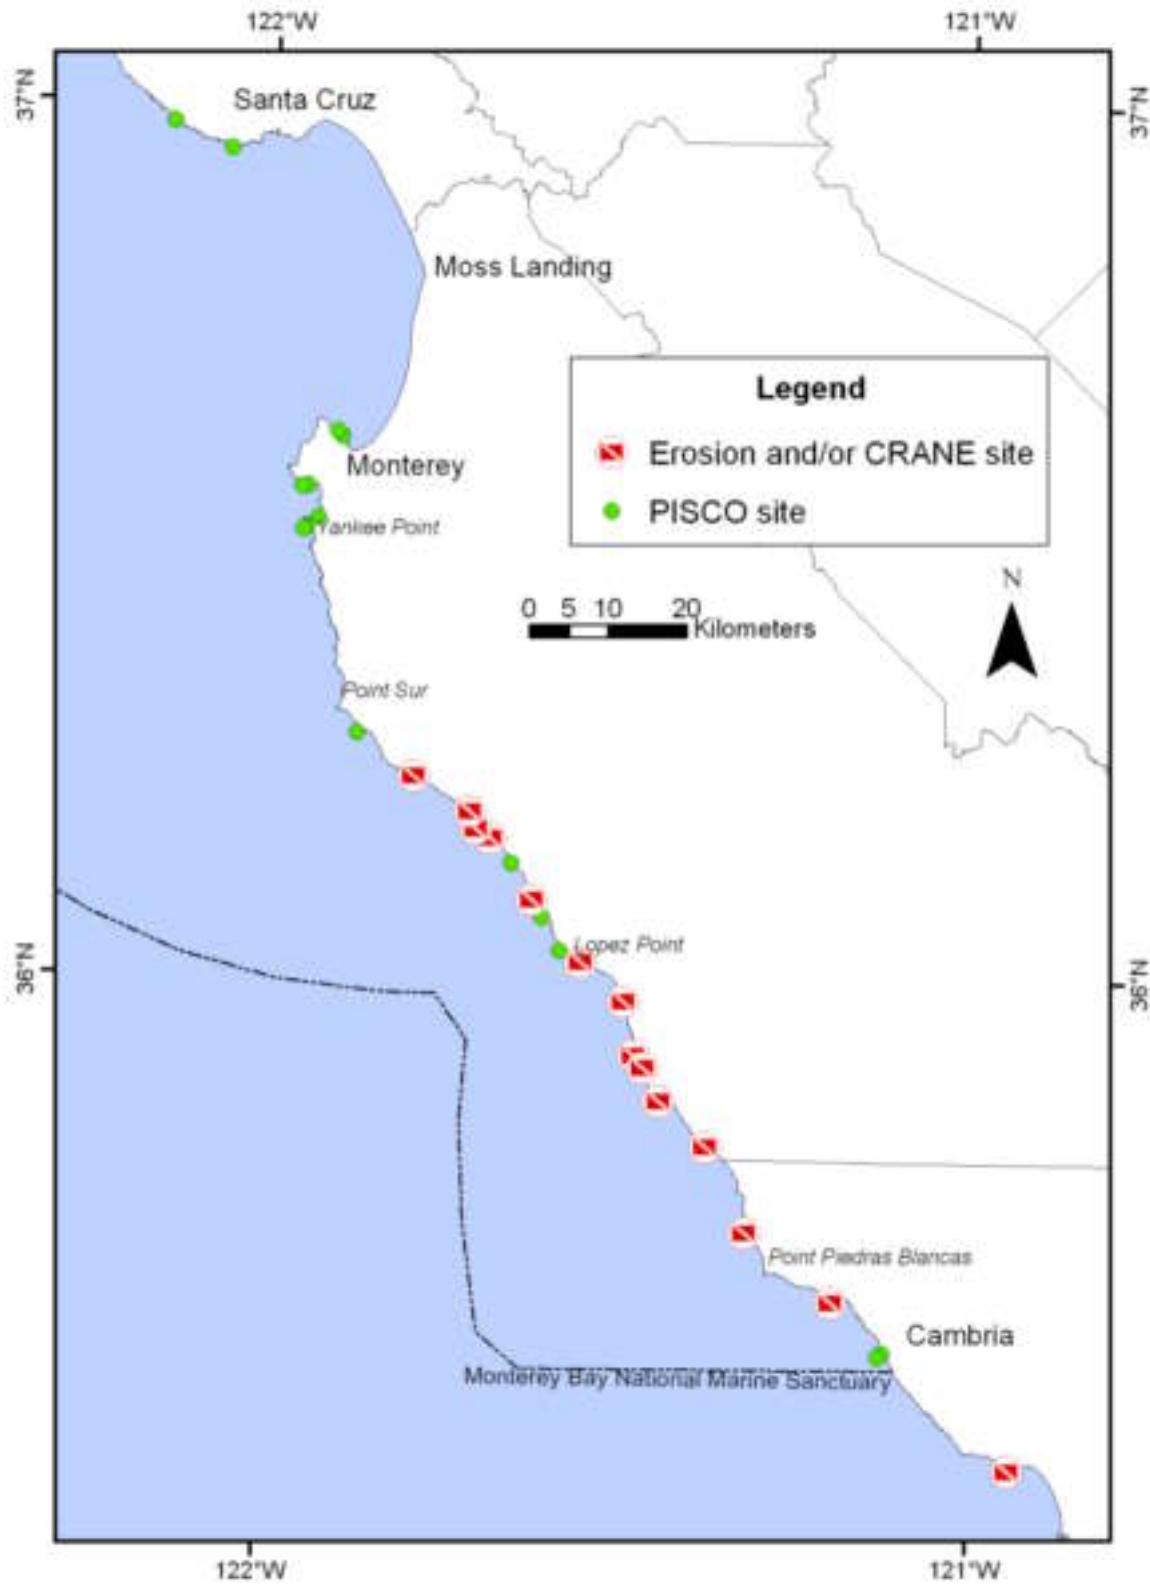 122°W 121°W
37°N
37°N
Santa Cruz
Moss Landing
Legend
Erosion and/or CRANE site
PISCO site
Monterey
Yankee Point
N
0 5 10 20
Kilometers
Point Sur
Lopez Point
36°N
36°N
Point Piedras Blancas
Cambria
Monterey Bay National Marine Sanctuary
122°W 121°W